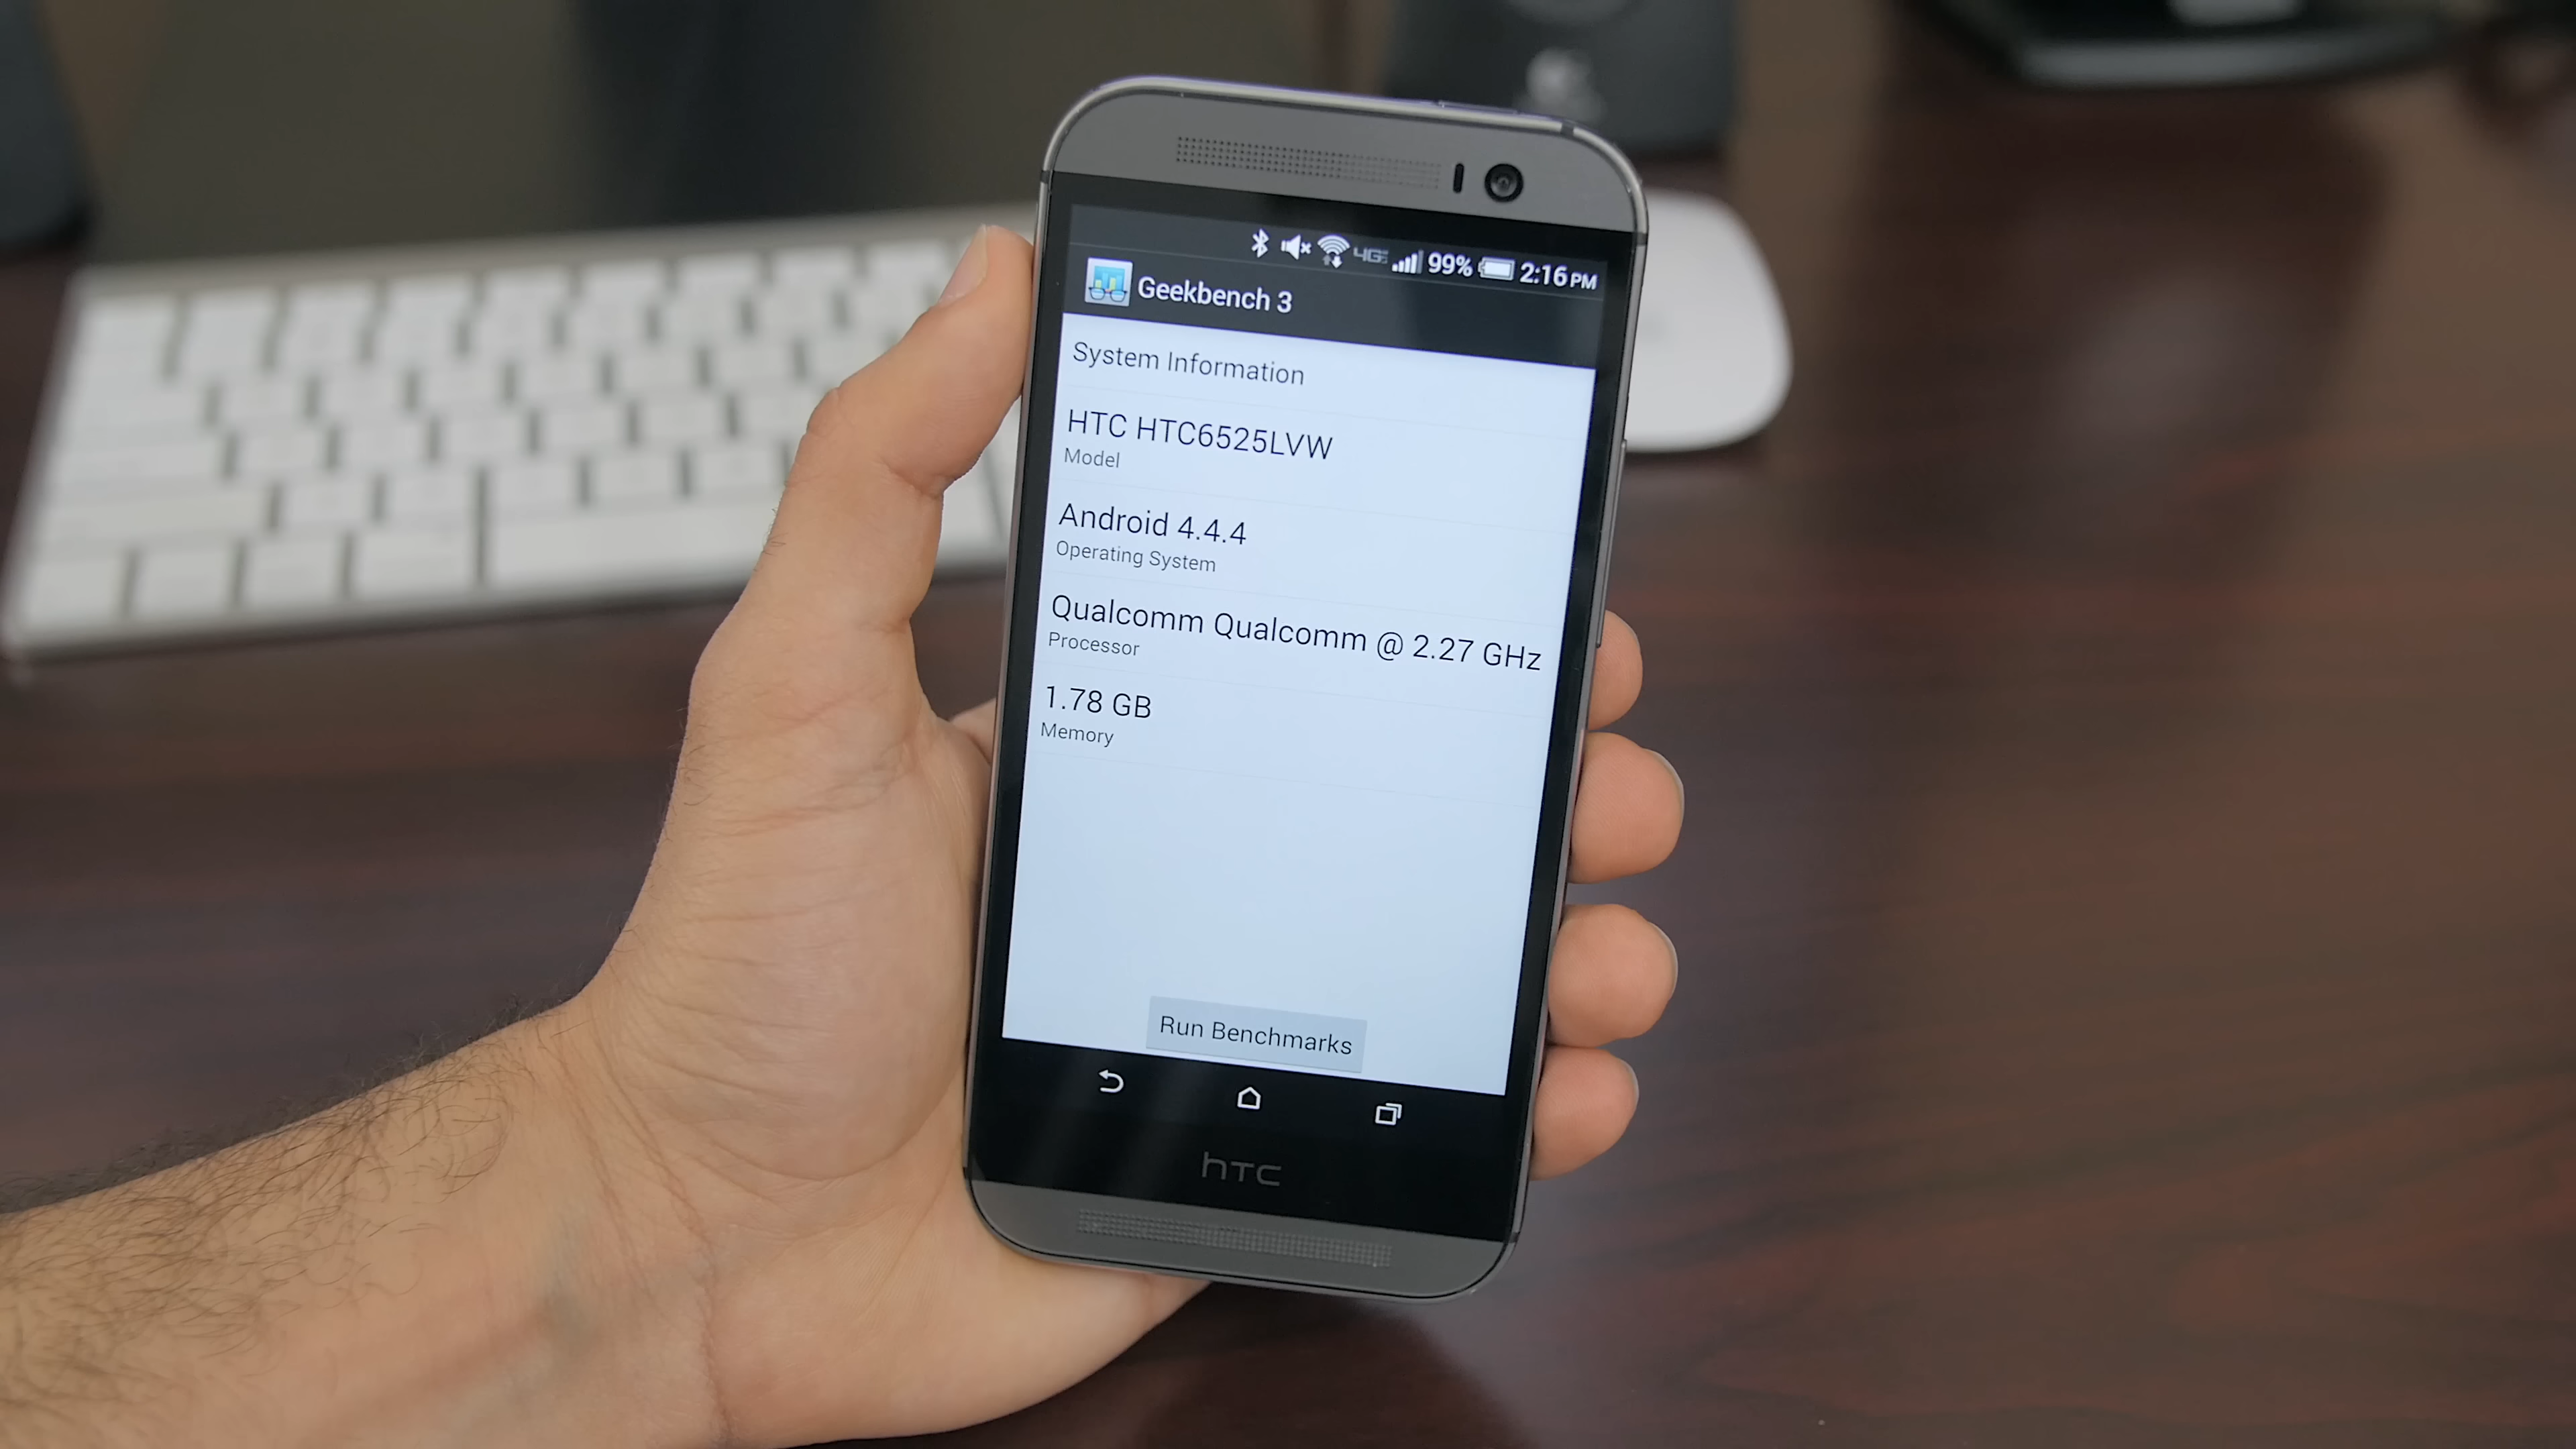 4G 99% 2:16 PM
Geekbench 3
System Information
HTC HTC6525LVW
Model
Android 4.4.4
Operating System
Qualcomm Qualcomm @ 2.27 GHz
Processor
1.78 GB
Memory
Run Benchmarks
hTC